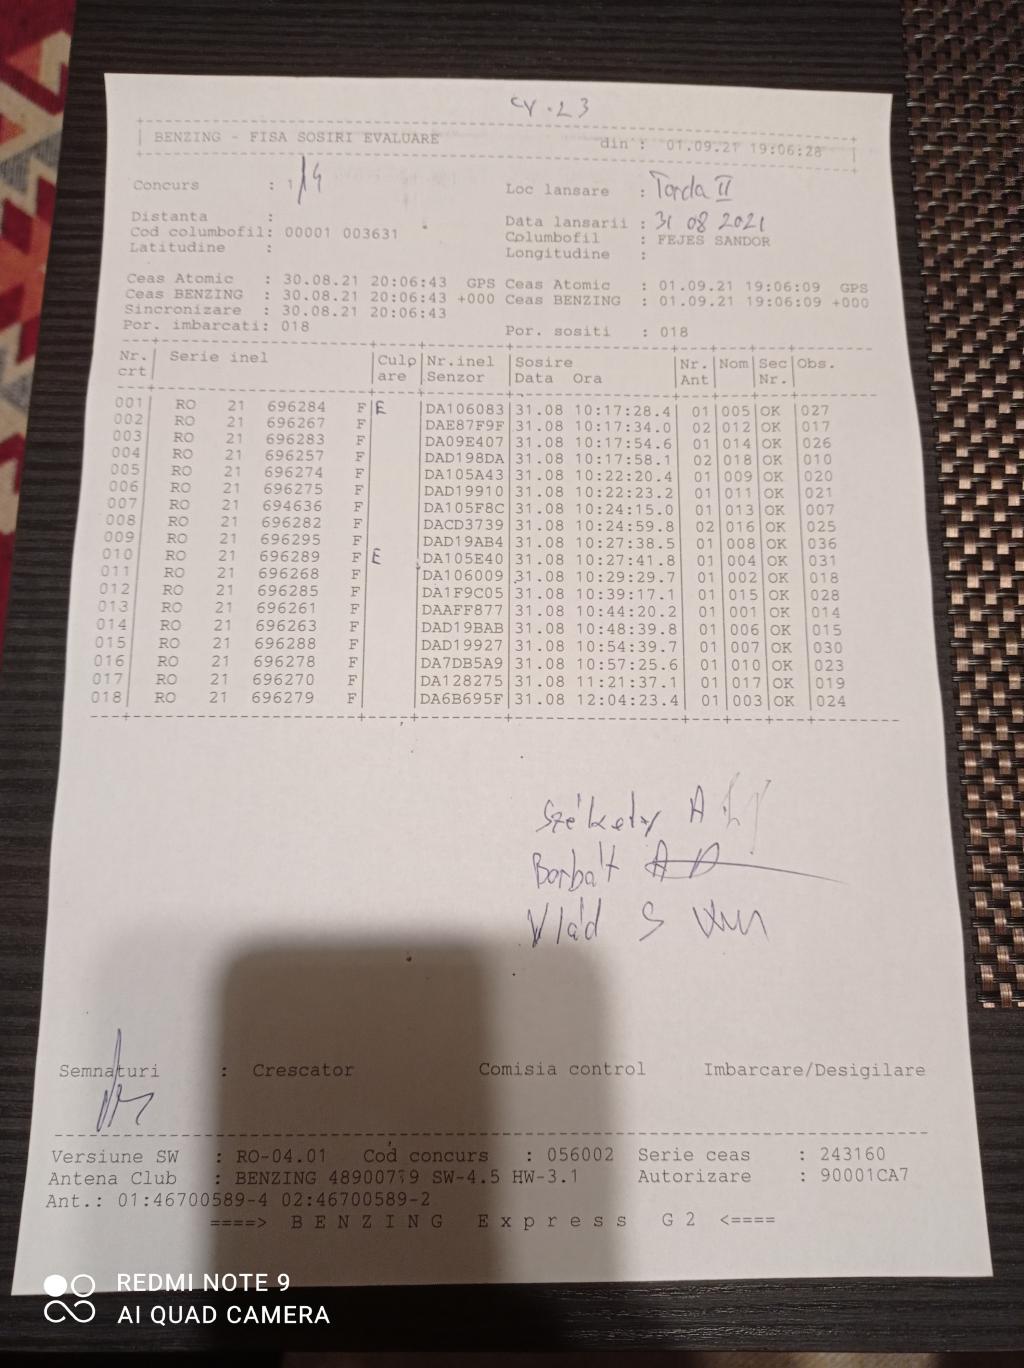 CV.23
BENZING - FISA SOSIRI EVALUARE din : 01.09.21 19:06:28
Concurs : 1/4 Loc lansare : Torda II
Distanta : Data lansarii : 31 08 2021
Cod columbofil: 00001 003631 Columbofil : FEJES SANDOR
Latitudine : Longitudine :
Ceas Atomic : 30.08.21 20:06:43 GPS Ceas Atomic : 01.09.21 19:06:09 GPS
Ceas BENZING : 30.08.21 20:06:43 +000 Ceas BENZING : 01.09.21 19:06:09 +000
Sincronizare : 30.08.21 20:06:43
Por. imbarcati: 018 Por. sositi : 018
Nr. Serie inel Culp Nr.inel Sosire Nr. Nom Sec Obs.
crt are Senzor Data Ora Ant Nr.
001 RO 21 696284 F E DA106083 31.08 10:17:28.4 01 005 OK 027
002 RO 21 696267 F DAE87F9F 31.08 10:17:34.0 02 012 OK 017
003 RO 21 696283 F DA09E407 31.08 10:17:54.6 01 014 OK 026
004 RO 21 696257 F DAD198DA 31.08 10:17:58.1 02 018 OK 010
005 RO 21 696274 F DA105A43 31.08 10:22:20.4 01 009 OK 020
006 RO 21 696275 F DAD19910 31.08 10:22:23.2 01 011 OK 021
007 RO 21 694636 F DA105F8C 31.08 10:24:15.0 01 013 OK 007
008 RO 21 696282 F DACD3739 31.08 10:24:59.8 02 016 OK 025
009 RO 21 696295 F DAD19AB4 31.08 10:27:38.5 01 008 OK 036
010 RO 21 696289 F E DA105E40 31.08 10:27:41.8 01 004 OK 031
011 RO 21 696268 F DA106009 31.08 10:29:29.7 01 002 OK 018
012 RO 21 696285 F DA1F9C05 31.08 10:39:17.1 01 015 OK 028
013 RO 21 696261 F DAAFF877 31.08 10:44:20.2 01 001 OK 014
014 RO 21 696263 F DAD19BAB 31.08 10:48:39.8 01 006 OK 015
015 RO 21 696288 F DAD19927 31.08 10:54:39.7 01 007 OK 030
016 RO 21 696278 F DA7DB5A9 31.08 10:57:25.6 01 010 OK 023
017 RO 21 696270 F DA128275 31.08 11:21:37.1 01 017 OK 019
018 RO 21 696279 F DA6B695F 31.08 12:04:23.4 01 003 OK 024
Székely A
Borbát
Vlád S
Semnaturi : Crescator Comisia control Imbarcare/Desigilare
Versiune SW : RO-04.01 Cod concurs : 056002 Serie ceas : 243160
Antena Club : BENZING SW-4.5 HW-3.1 Autorizare : 90001CA7
Ant.: 01:46700589-4 02:46700589-2
====> BENZING Express G2 <====
REDMI NOTE 9
AI QUAD CAMERA